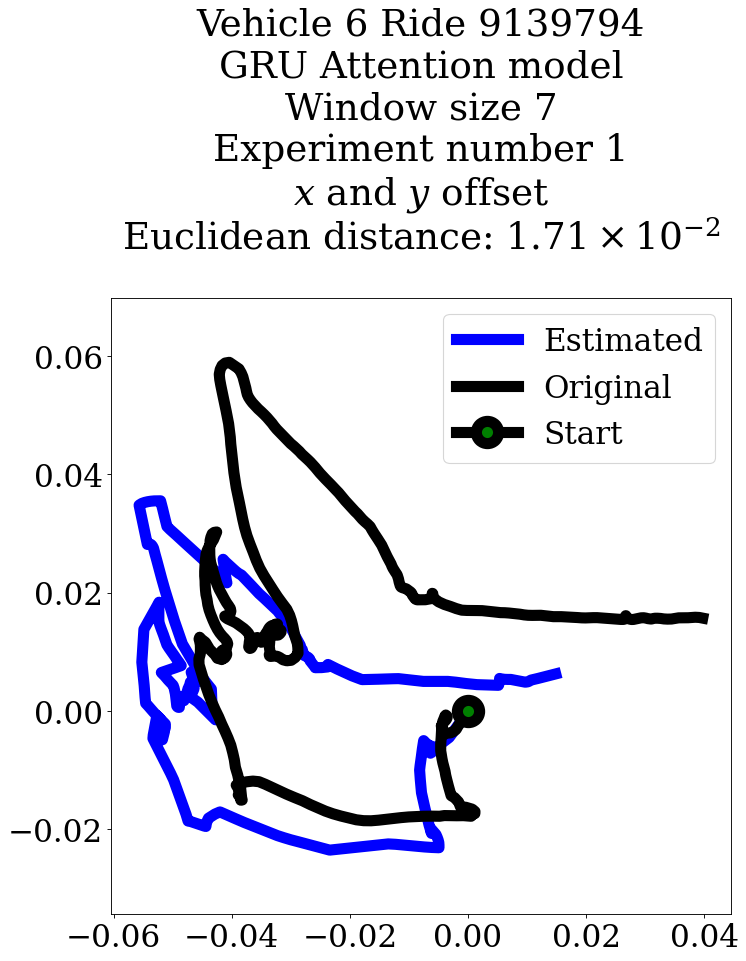 Vehicle 6 Ride 9139794
GRU Attention model
Window size 7
Experiment number 1
x and y offset
Euclidean distance: 1.71 × 10⁻²
Estimated
Original
Start
0.06
0.04
0.02
0.00
−0.02
−0.06 −0.04 −0.02 0.00 0.02 0.04